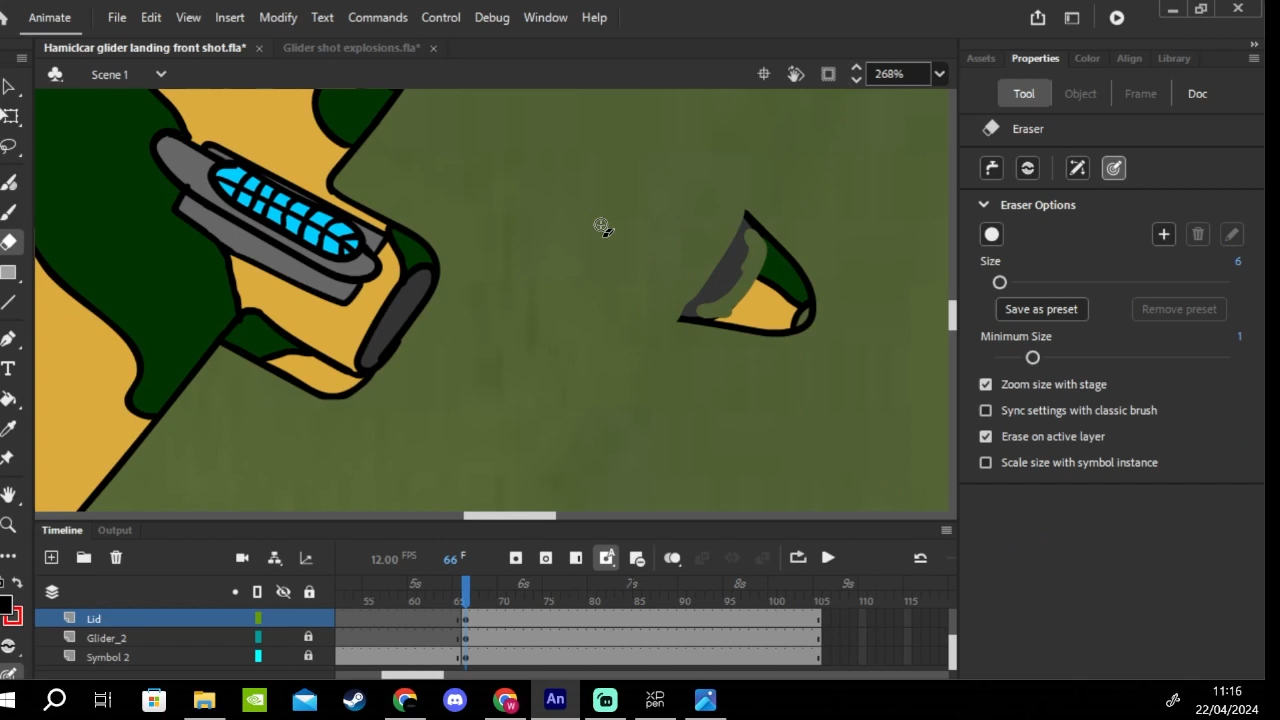 Animate File Edit View Insert Modify Text Commands Control Debug Window Help
Hamiclcar glider landing front shot.fla* × Glider shot explosions.fla* ×
Assets Properties Color Align Library
Scene 1 268%
Tool Object Frame Doc
Eraser
Eraser Options
Size 6
Save as preset Remove preset
Minimum Size 1
Zoom size with stage
Sync settings with classic brush
Erase on active layer
Scale size with symbol instance
Timeline Output
12.00 FPS 66 F
5s 6s 7s 8s 9s
55 60 65 70 75 80 85 90 95 100 105 110 115
Lid
Glider_2
Symbol 2
An XP PEN
11:16
22/04/2024